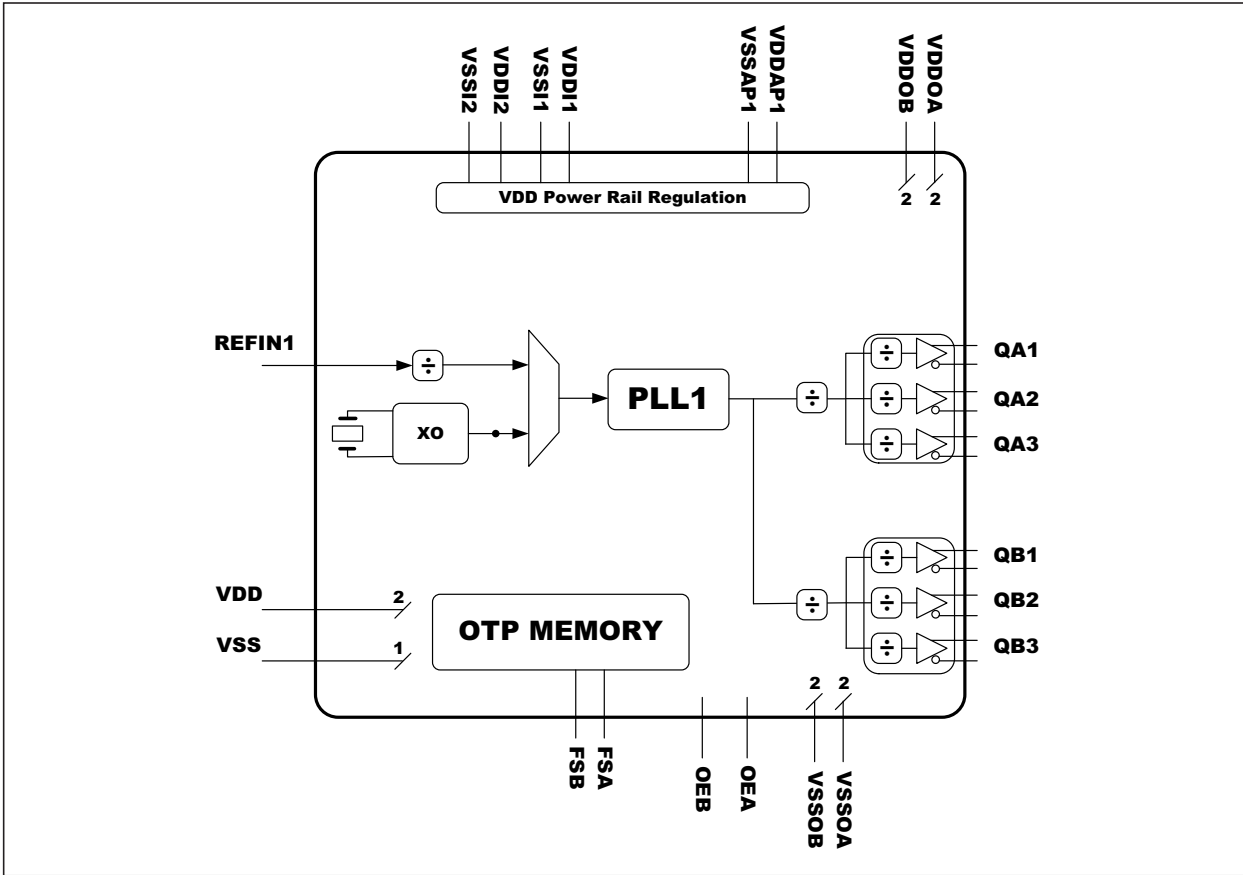 VSSI2
VDDI2
VSSI1
VDDI1
VSSAP1
VDDAP1
VDDOB
VDDOA
VDD Power Rail Regulation
2
2
REFIN1
÷
XO
PLL1
÷
÷
÷
÷
QA1
QA2
QA3
÷
÷
÷
÷
QB1
QB2
QB3
VDD
2
VSS
1
OTP MEMORY
2
2
FSB
FSA
OEB
OEA
VSSOB
VSSOA